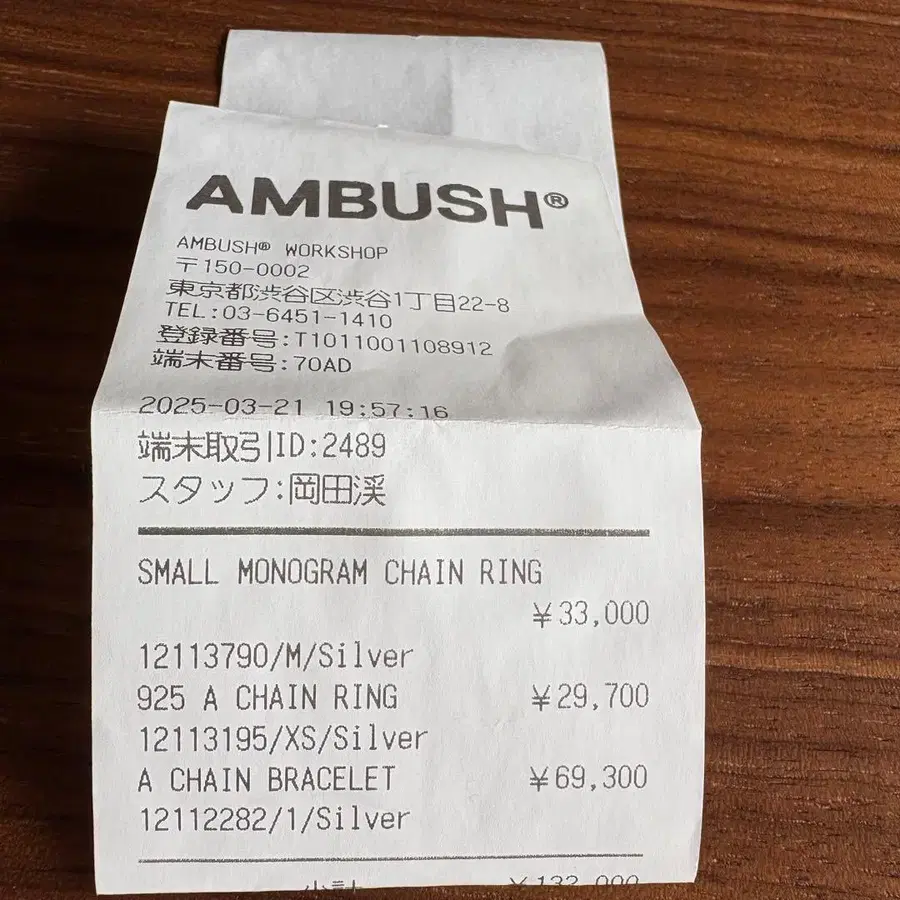 AMBUSH®
AMBUSH® WORKSHOP
〒150-0002
東京都渋谷区渋谷1丁目22-8
TEL:03-6451-1410
登録番号:T1011001108912
端末番号:70AD
2025-03-21 19:57:16
端末取引ID:2489
スタッフ:岡田渓
SMALL MONOGRAM CHAIN RING
¥33,000
12113790/M/Silver
925 A CHAIN RING ¥29,700
12113195/XS/Silver
A CHAIN BRACELET ¥69,300
12112282/1/Silver
小計 ¥132,000